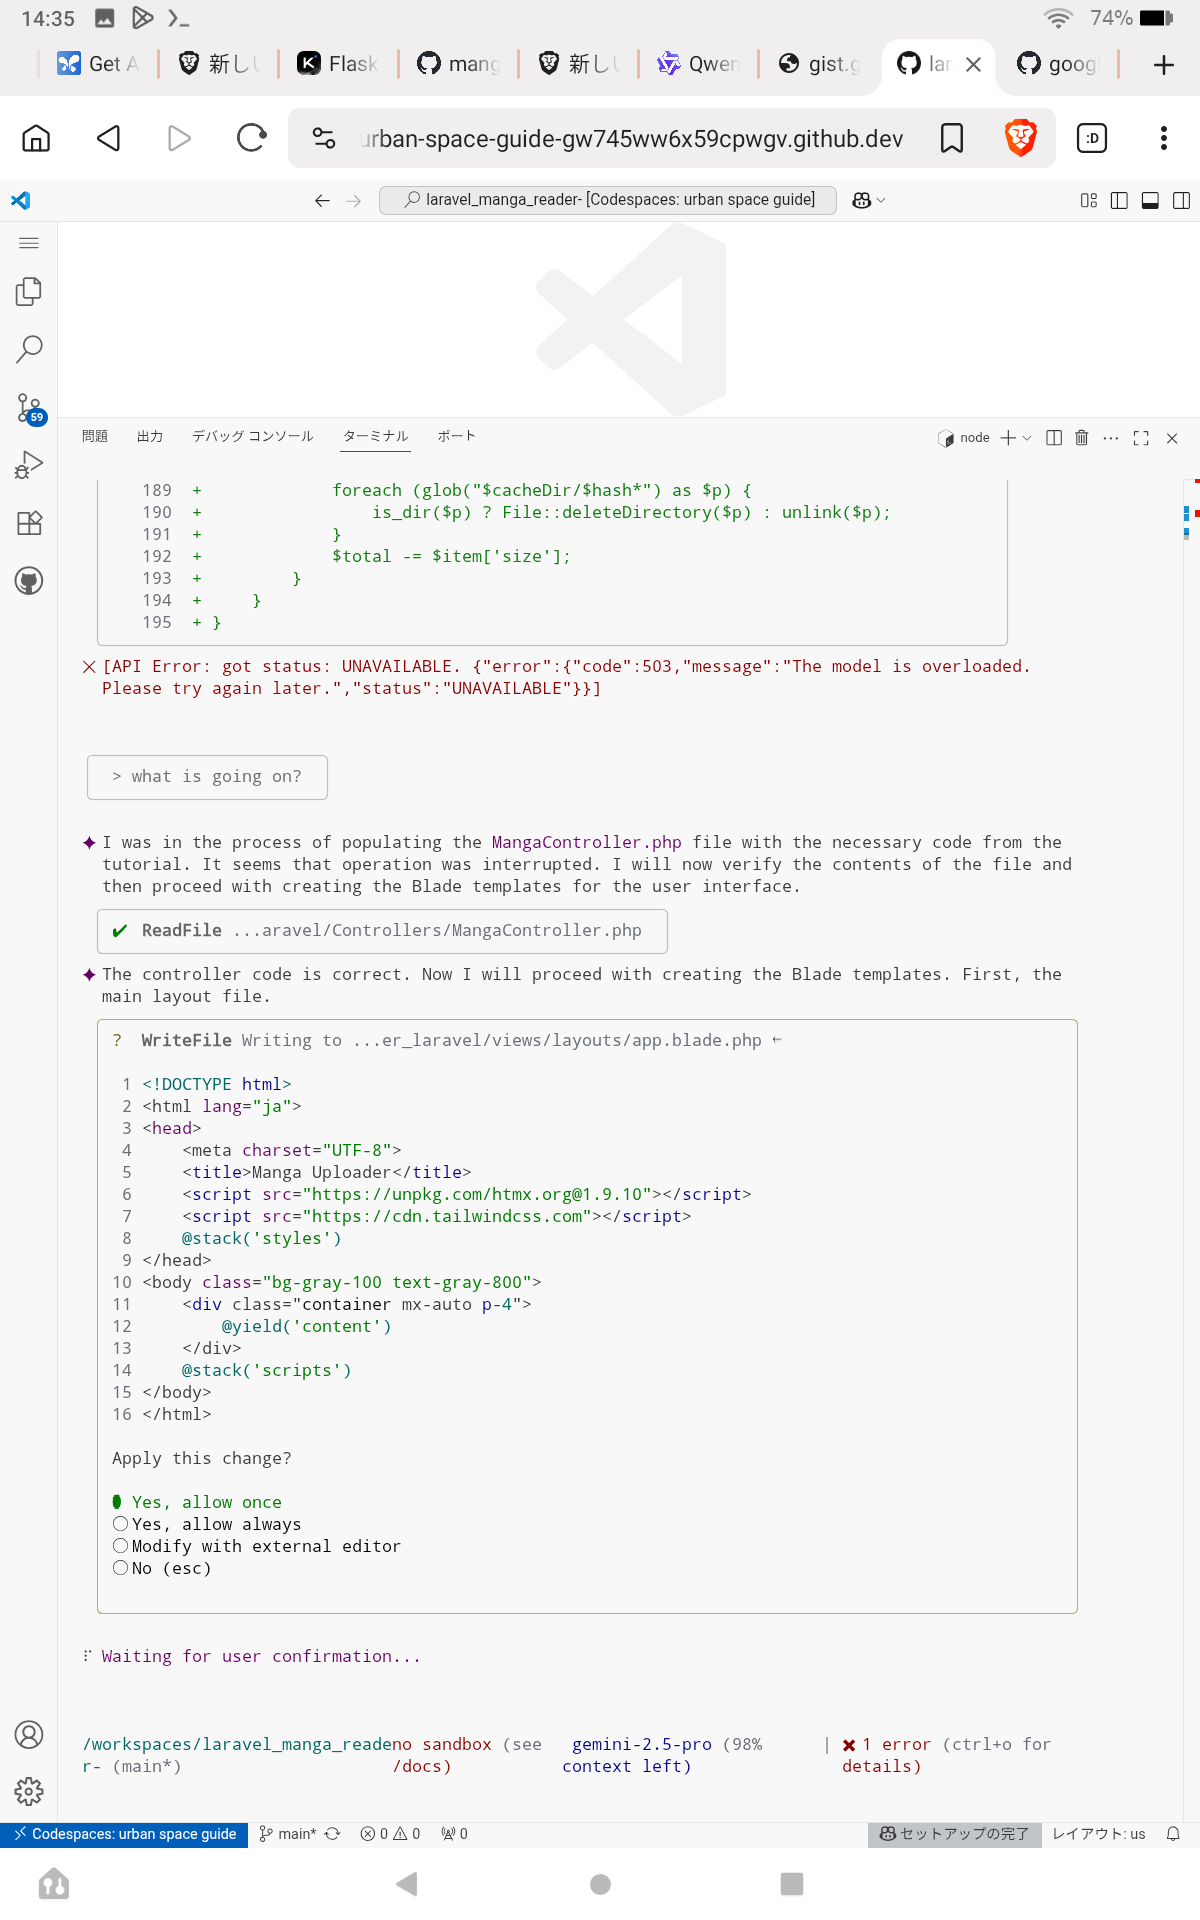 14:35
74%
Get A
新しい
Flask
mang
新しい
Qwen
gist.g
lar
goog
urban-space-guide-gw745ww6x59cpwgv.github.dev
:D
laravel_manga_reader- [Codespaces: urban space guide]
59
問題 出力 デバッグ コンソール ターミナル ポート
node
189 + foreach (glob("$cacheDir/$hash*") as $p) {
190 + is_dir($p) ? File::deleteDirectory($p) : unlink($p);
191 + }
192 + $total -= $item['size'];
193 + }
194 + }
195 + }
[API Error: got status: UNAVAILABLE. {"error":{"code":503,"message":"The model is overloaded.
Please try again later.","status":"UNAVAILABLE"}}]
> what is going on?
I was in the process of populating the MangaController.php file with the necessary code from the
tutorial. It seems that operation was interrupted. I will now verify the contents of the file and
then proceed with creating the Blade templates for the user interface.
✔ ReadFile ...aravel/Controllers/MangaController.php
The controller code is correct. Now I will proceed with creating the Blade templates. First, the
main layout file.
? WriteFile Writing to ...er_laravel/views/layouts/app.blade.php ←
1 <!DOCTYPE html>
2 <html lang="ja">
3 <head>
4 <meta charset="UTF-8">
5 <title>Manga Uploader</title>
6 <script src="https://unpkg.com/htmx.org@1.9.10"></script>
7 <script src="https://cdn.tailwindcss.com"></script>
8 @stack('styles')
9 </head>
10 <body class="bg-gray-100 text-gray-800">
11 <div class="container mx-auto p-4">
12 @yield('content')
13 </div>
14 @stack('scripts')
15 </body>
16 </html>
Apply this change?
Yes, allow once
Yes, allow always
Modify with external editor
No (esc)
Waiting for user confirmation...
/workspaces/laravel_manga_readeno sandbox (see gemini-2.5-pro (98% | ✖ 1 error (ctrl+o for
r- (main*) /docs) context left) details)
Codespaces: urban space guide main* 0 0 0 セットアップの完了 レイアウト: us